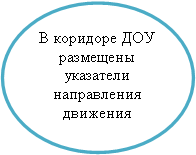 В коридоре ДОУ
размещены
указатели
направления
движения